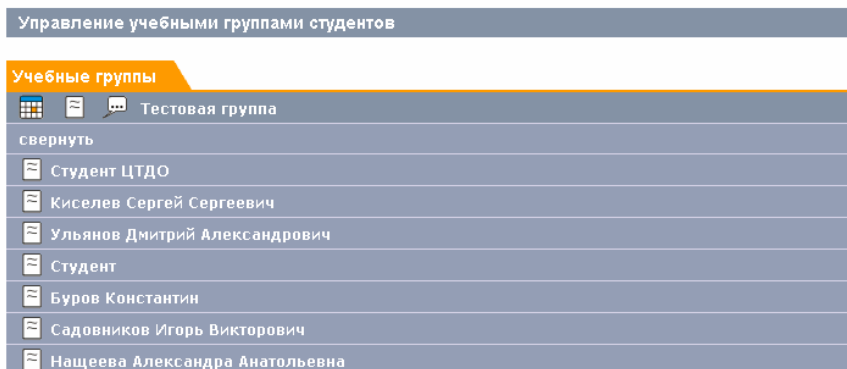 Управление учебными группами студентов
Учебные группы
Тестовая группа
свернуть
Студент ЦТДО
Киселев Сергей Сергеевич
Ульянов Дмитрий Александрович
Студент
Буров Константин
Садовников Игорь Викторович
Нащеева Александра Анатольевна